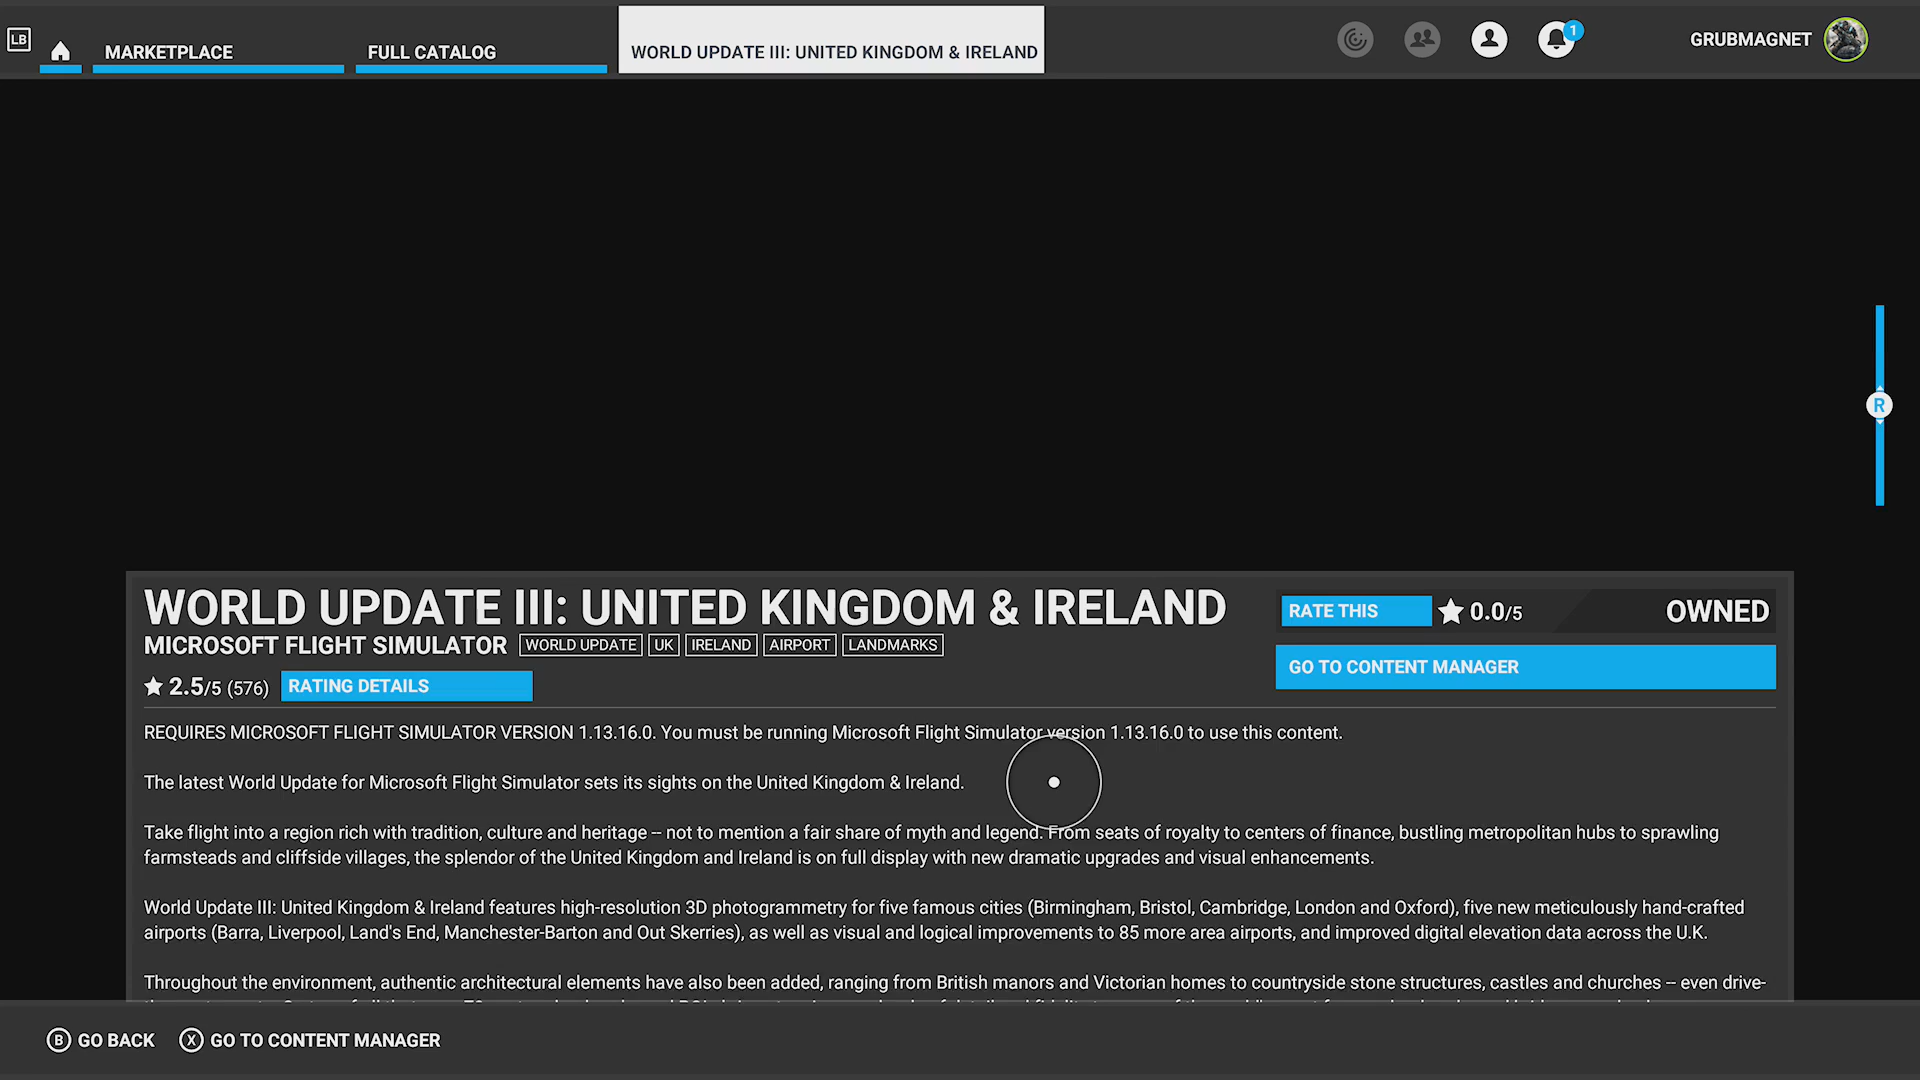 LB
MARKETPLACE
FULL CATALOG
WORLD UPDATE III: UNITED KINGDOM & IRELAND
1
GRUBMAGNET
R
WORLD UPDATE III: UNITED KINGDOM & IRELAND
MICROSOFT FLIGHT SIMULATOR WORLD UPDATE UK IRELAND AIRPORT LANDMARKS
2.5/5 (576) RATING DETAILS
RATE THIS 0.0/5 OWNED
GO TO CONTENT MANAGER
REQUIRES MICROSOFT FLIGHT SIMULATOR VERSION 1.13.16.0. You must be running Microsoft Flight Simulator version 1.13.16.0 to use this content.
The latest World Update for Microsoft Flight Simulator sets its sights on the United Kingdom & Ireland.
Take flight into a region rich with tradition, culture and heritage -- not to mention a fair share of myth and legend. From seats of royalty to centers of finance, bustling metropolitan hubs to sprawling
farmsteads and cliffside villages, the splendor of the United Kingdom and Ireland is on full display with new dramatic upgrades and visual enhancements.
World Update III: United Kingdom & Ireland features high-resolution 3D photogrammetry for five famous cities (Birmingham, Bristol, Cambridge, London and Oxford), five new meticulously hand-crafted
airports (Barra, Liverpool, Land's End, Manchester-Barton and Out Skerries), as well as visual and logical improvements to 85 more area airports, and improved digital elevation data across the U.K.
Throughout the environment, authentic architectural elements have also been added, ranging from British manors and Victorian homes to countryside stone structures, castles and churches -- even drive-
B GO BACK X GO TO CONTENT MANAGER